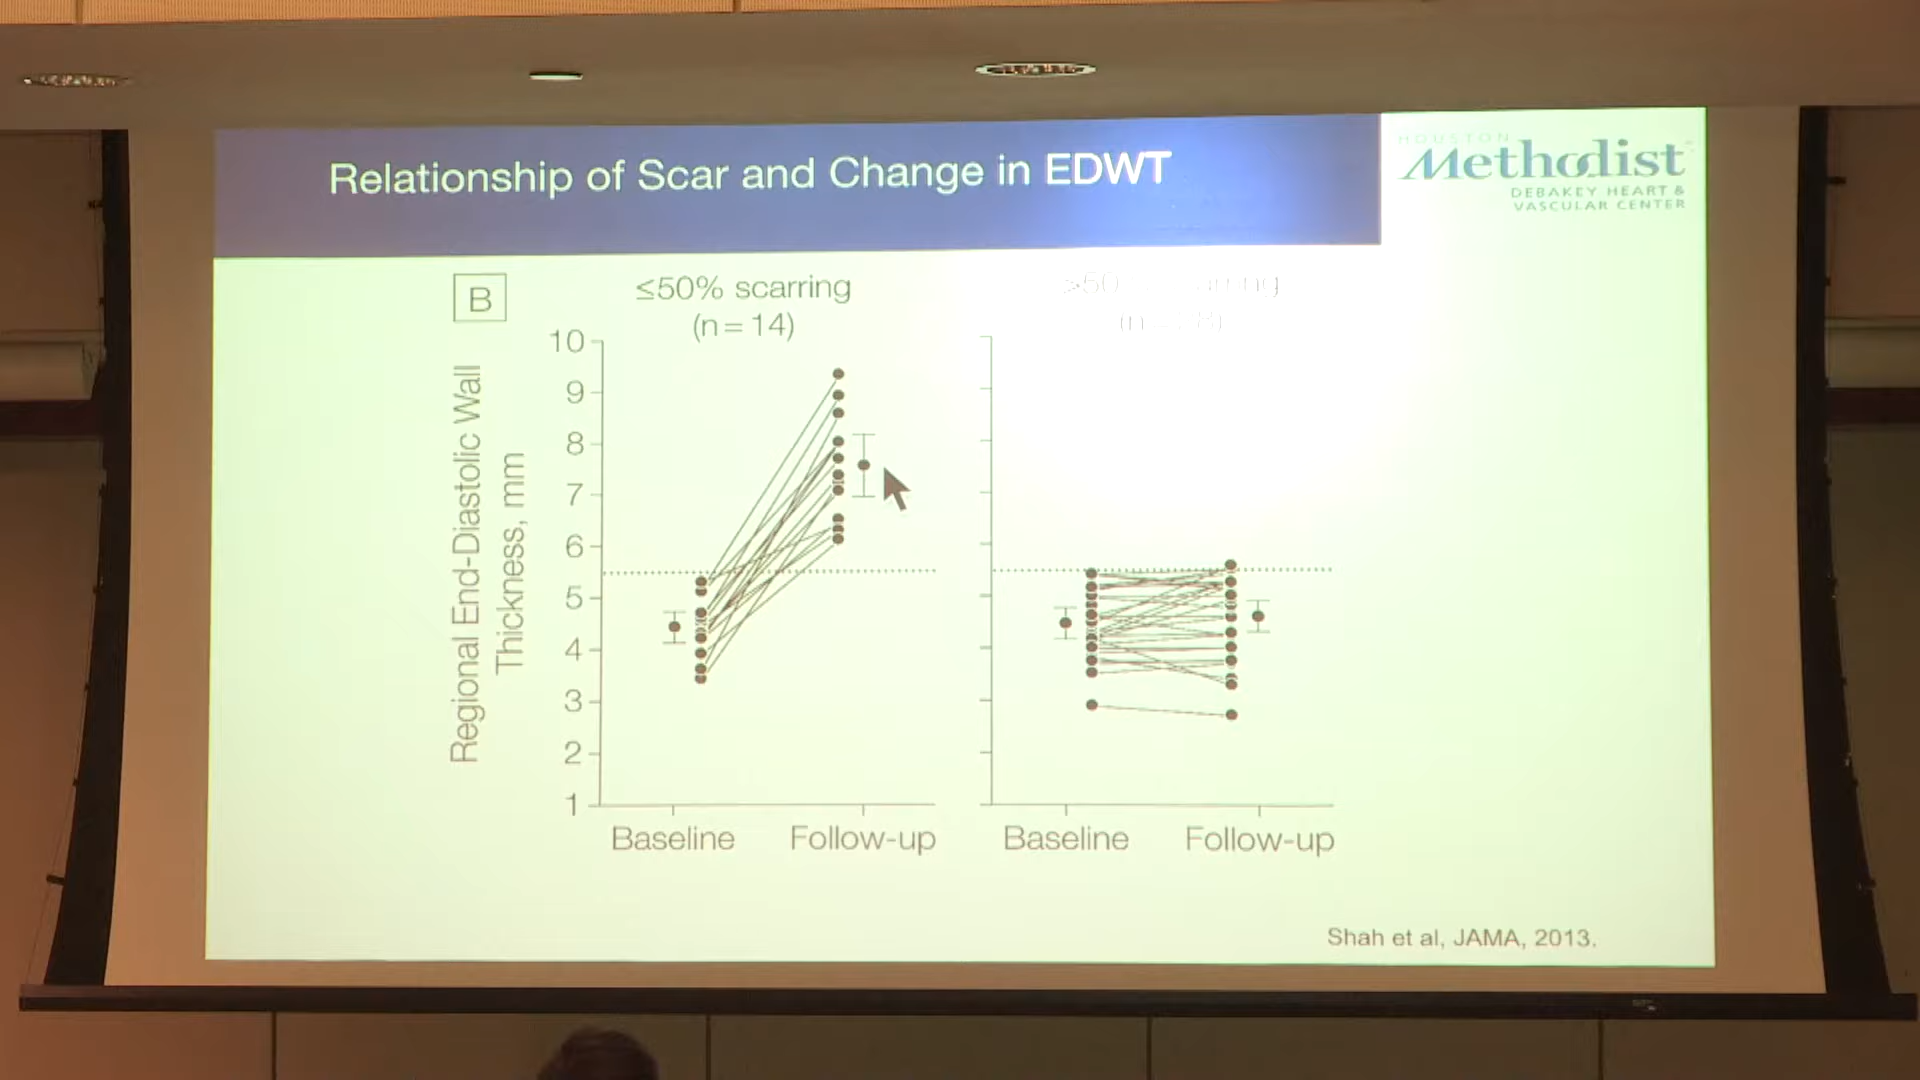 Relationship of Scar and Change in EDWT
HOUSTON
Methodist
DEBAKEY HEART &
VASCULAR CENTER
B
≤50% scarring
(n = 14)
>50
Regional End-Diastolic Wall
Thickness, mm
10
9
8
7
6
5
4
3
2
1
Baseline Follow-up
Baseline Follow-up
Shah et al, JAMA, 2013.